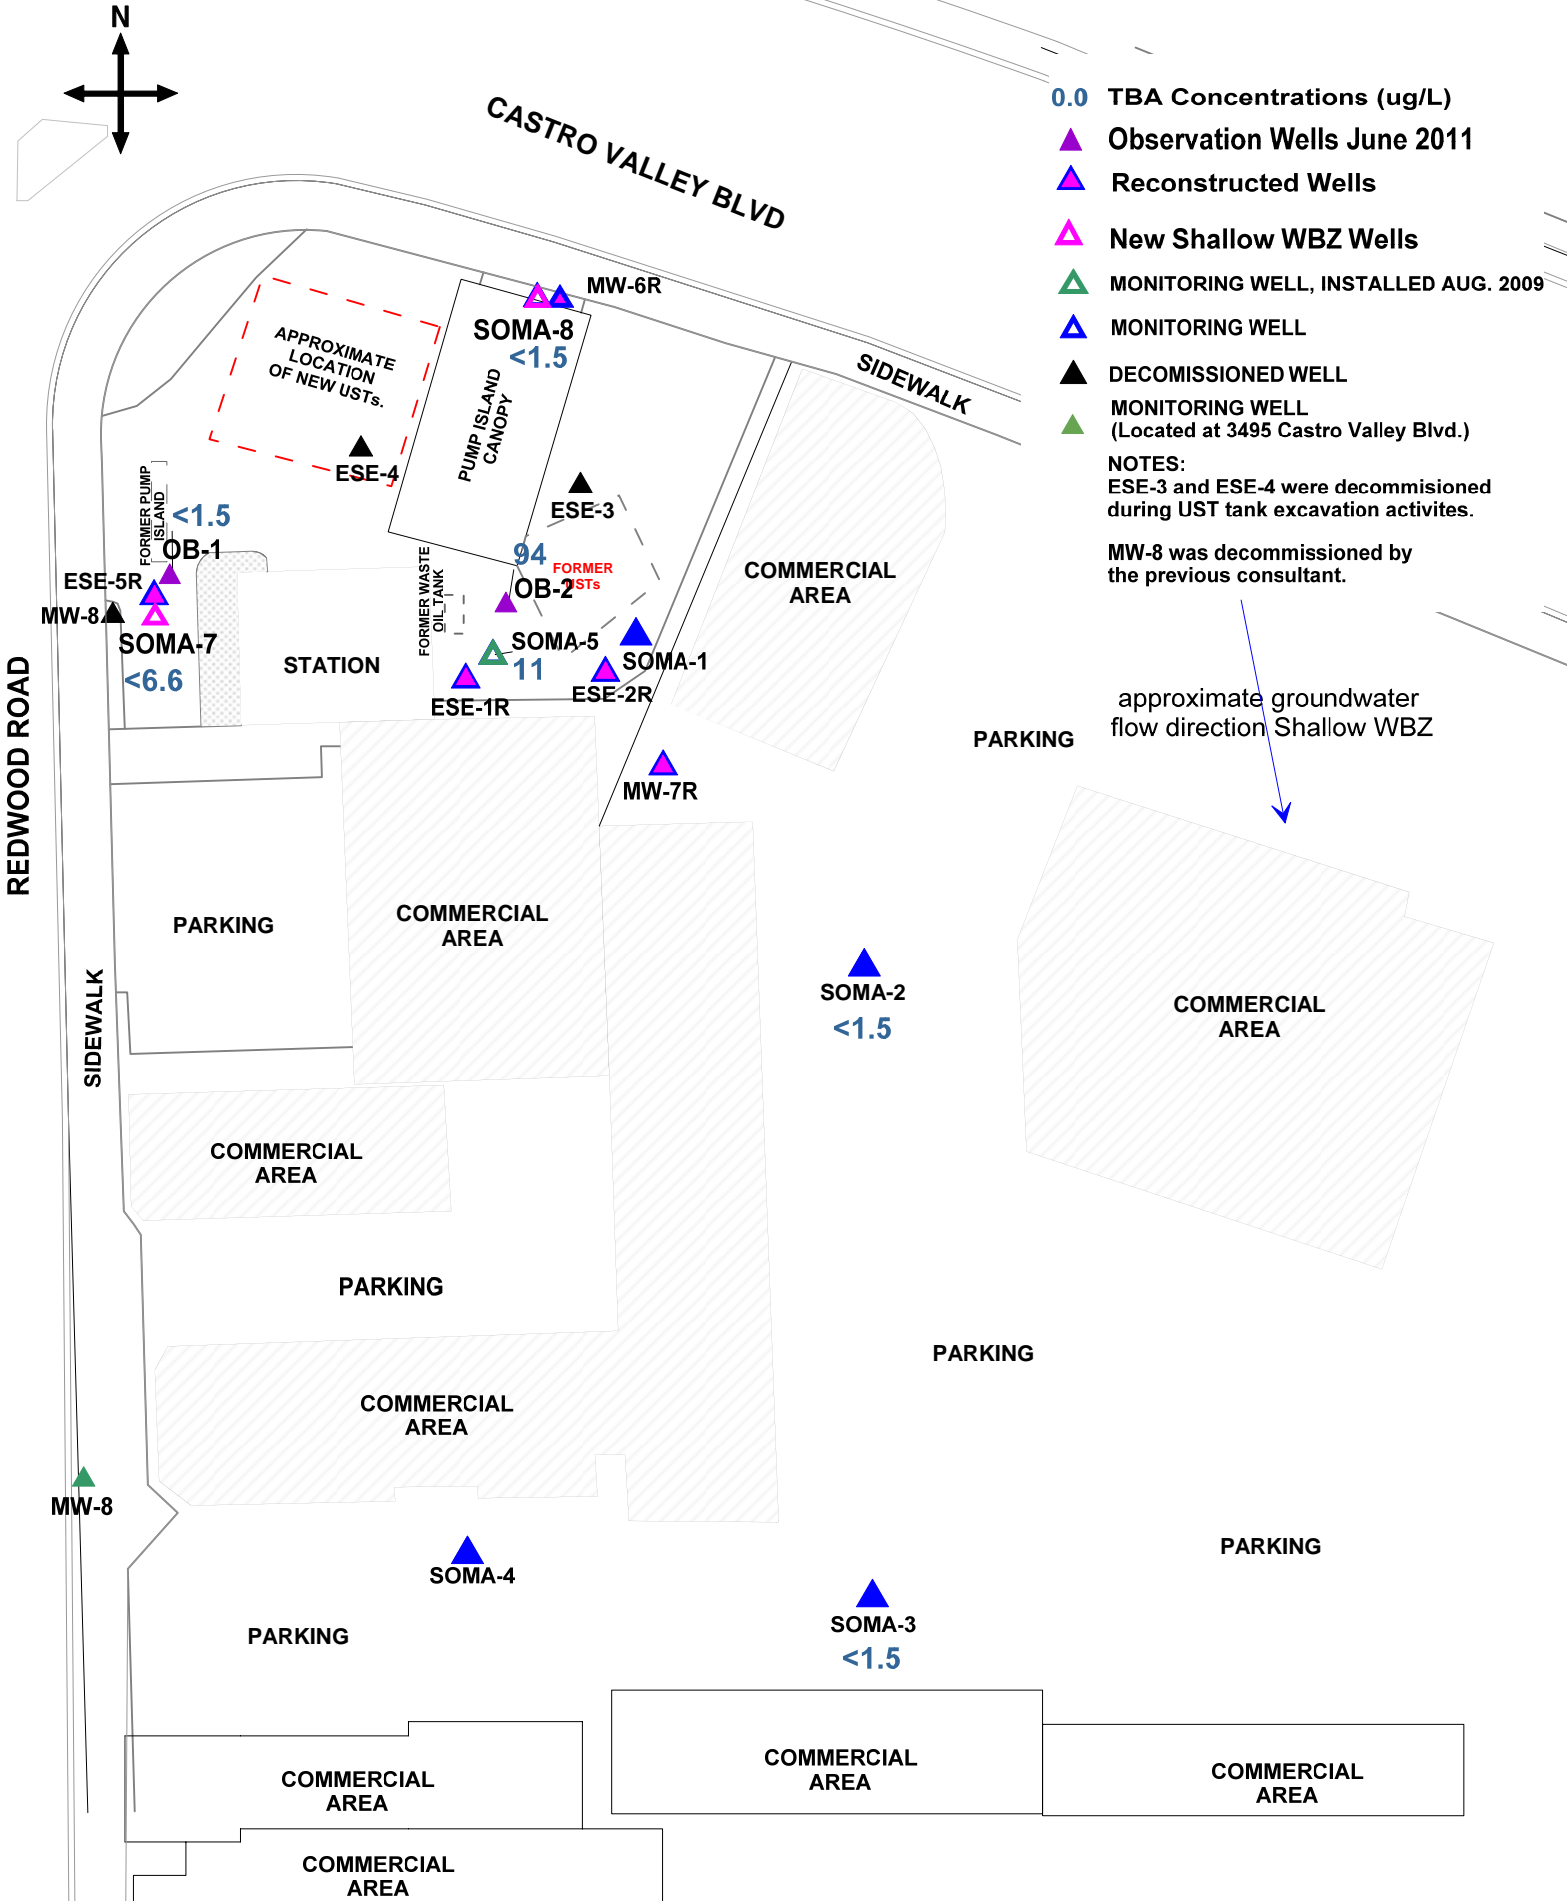 N
CASTRO VALLEY BLVD
0.0 TBA Concentrations (ug/L)
Observation Wells June 2011
Reconstructed Wells
New Shallow WBZ Wells
MONITORING WELL, INSTALLED AUG. 2009
MONITORING WELL
DECOMISSIONED WELL
MONITORING WELL
(Located at 3495 Castro Valley Blvd.)
NOTES:
ESE-3 and ESE-4 were decommisioned
during UST tank excavation activites.
MW-8 was decommissioned by
the previous consultant.
approximate groundwater
flow direction Shallow WBZ
MW-6R
SOMA-8
<1.5
SIDEWALK
APPROXIMATE
LOCATION
OF NEW USTs.
PUMP ISLAND
CANOPY
ESE-4
ESE-3
FORMER PUMP
ISLAND
<1.5
OB-1
ESE-5R
MW-8
SOMA-7
<6.6
STATION
FORMER WASTE
OIL TANK
94
OB-2
FORMER
USTs
SOMA-5
11
ESE-1R
SOMA-1
ESE-2R
MW-7R
COMMERCIAL
AREA
PARKING
REDWOOD ROAD
SIDEWALK
PARKING
COMMERCIAL
AREA
SOMA-2
<1.5
COMMERCIAL
AREA
COMMERCIAL
AREA
PARKING
PARKING
COMMERCIAL
AREA
MW-8
SOMA-4
PARKING
SOMA-3
<1.5
PARKING
COMMERCIAL
AREA
COMMERCIAL
AREA
COMMERCIAL
AREA
COMMERCIAL
AREA